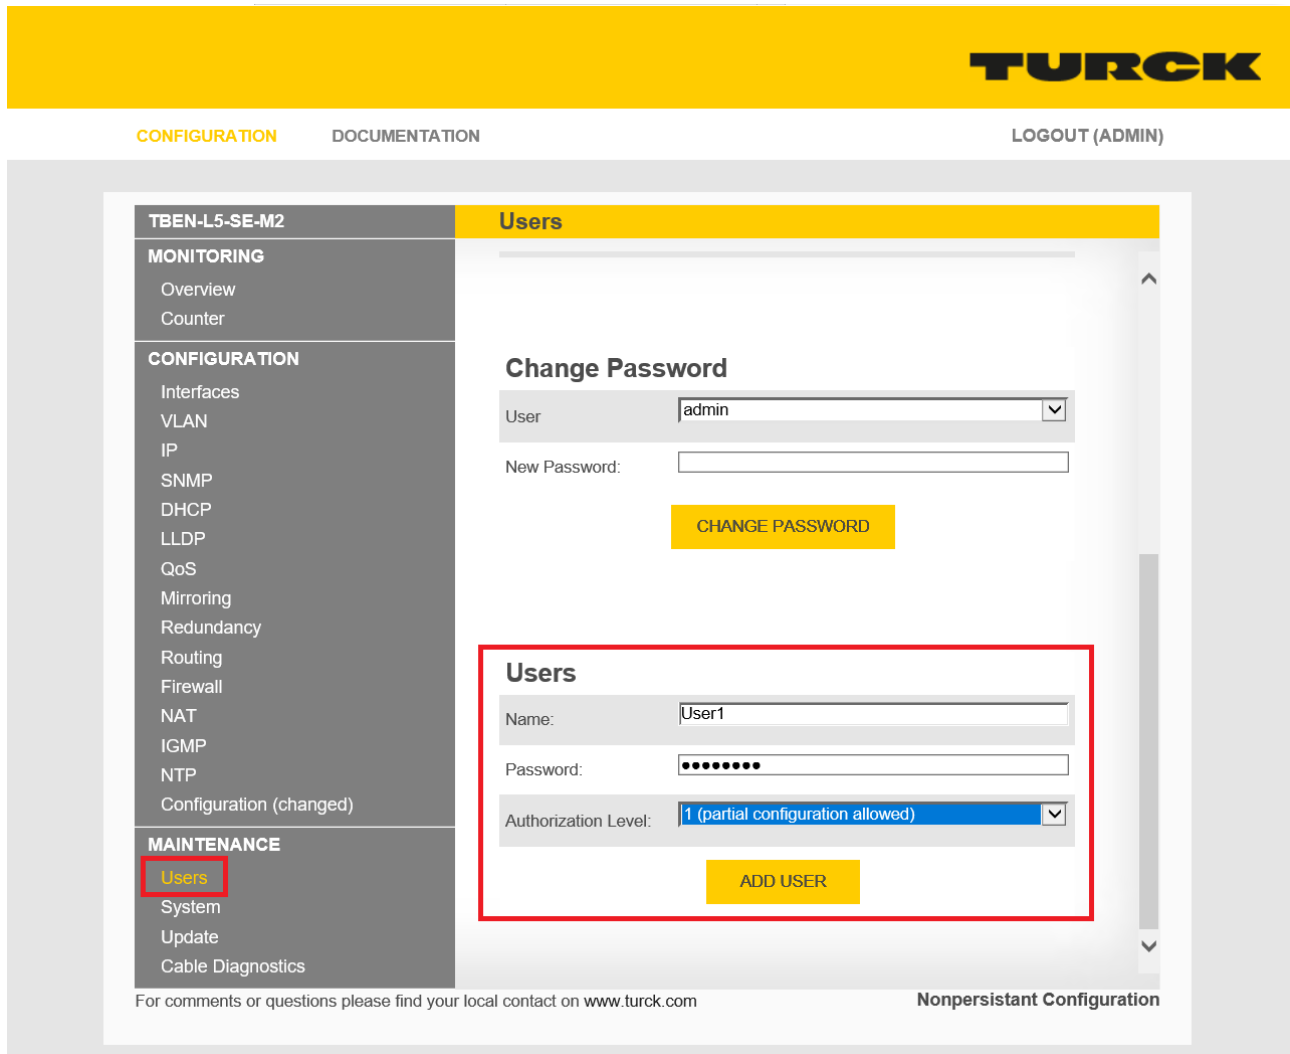 TURCK
CONFIGURATION DOCUMENTATION LOGOUT (ADMIN)
TBEN-L5-SE-M2
MONITORING
Overview
Counter
CONFIGURATION
Interfaces
VLAN
IP
SNMP
DHCP
LLDP
QoS
Mirroring
Redundancy
Routing
Firewall
NAT
IGMP
NTP
Configuration (changed)
MAINTENANCE
Users
System
Update
Cable Diagnostics
Users
Change Password
User admin
New Password:
CHANGE PASSWORD
Users
Name: User1
Password: ••••••••
Authorization Level: 1 (partial configuration allowed)
ADD USER
For comments or questions please find your local contact on www.turck.com
Nonpersistant Configuration